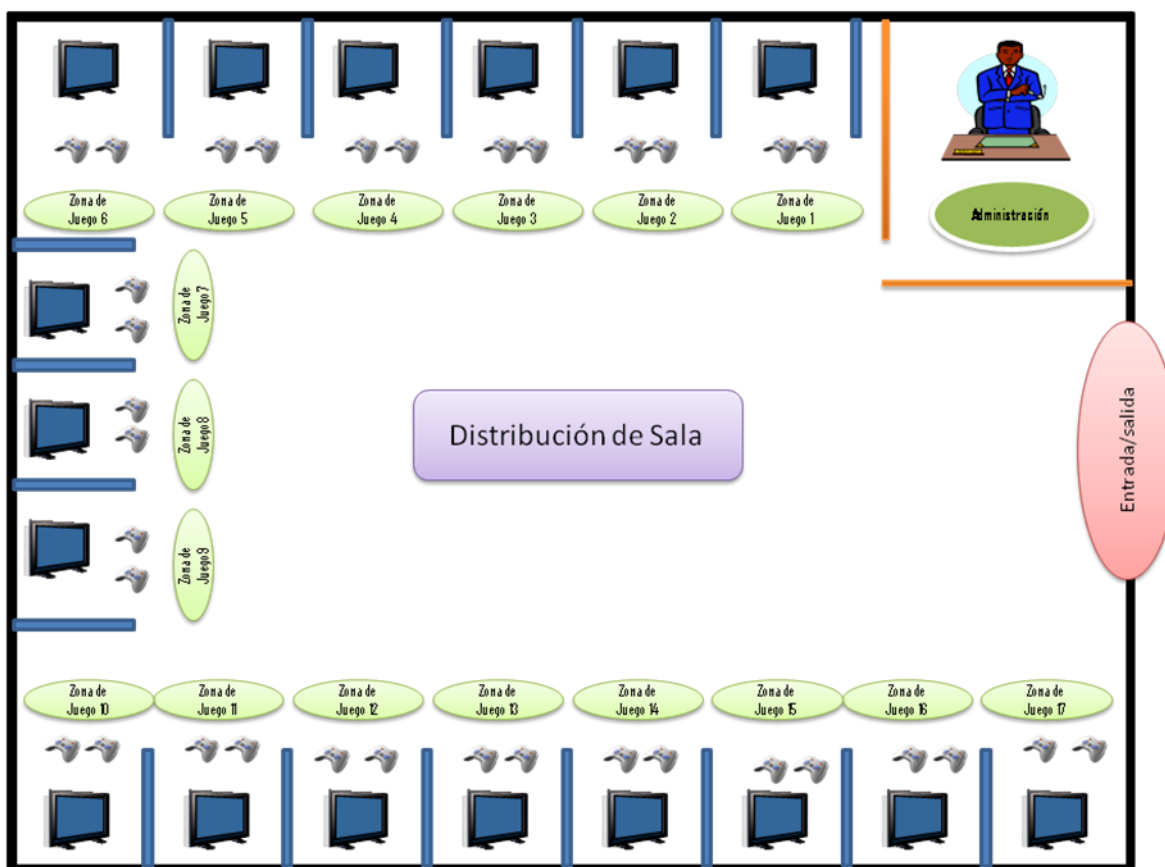 Zona de
Juego 6
Zona de
Juego 5
Zona de
Juego 4
Zona de
Juego 3
Zona de
Juego 2
Zona de
Juego 1
Administración
Zona de
Juego 7
Zona de
Juego 8
Zona de
Juego 9
Distribución de Sala
Entrada/salida
Zona de
Juego 10
Zona de
Juego 11
Zona de
Juego 12
Zona de
Juego 13
Zona de
Juego 14
Zona de
Juego 15
Zona de
Juego 16
Zona de
Juego 17